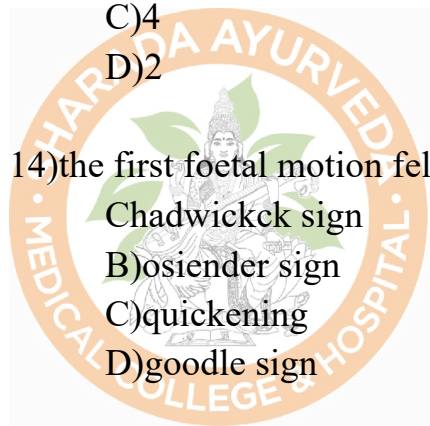 C)4
D)2
14)the first foetal motion fel
Chadwickck sign
B)osiender sign
C)quickening
D)goodle sign
HARADA AYURVEDA
MEDICAL COLLEGE & HOSPITAL